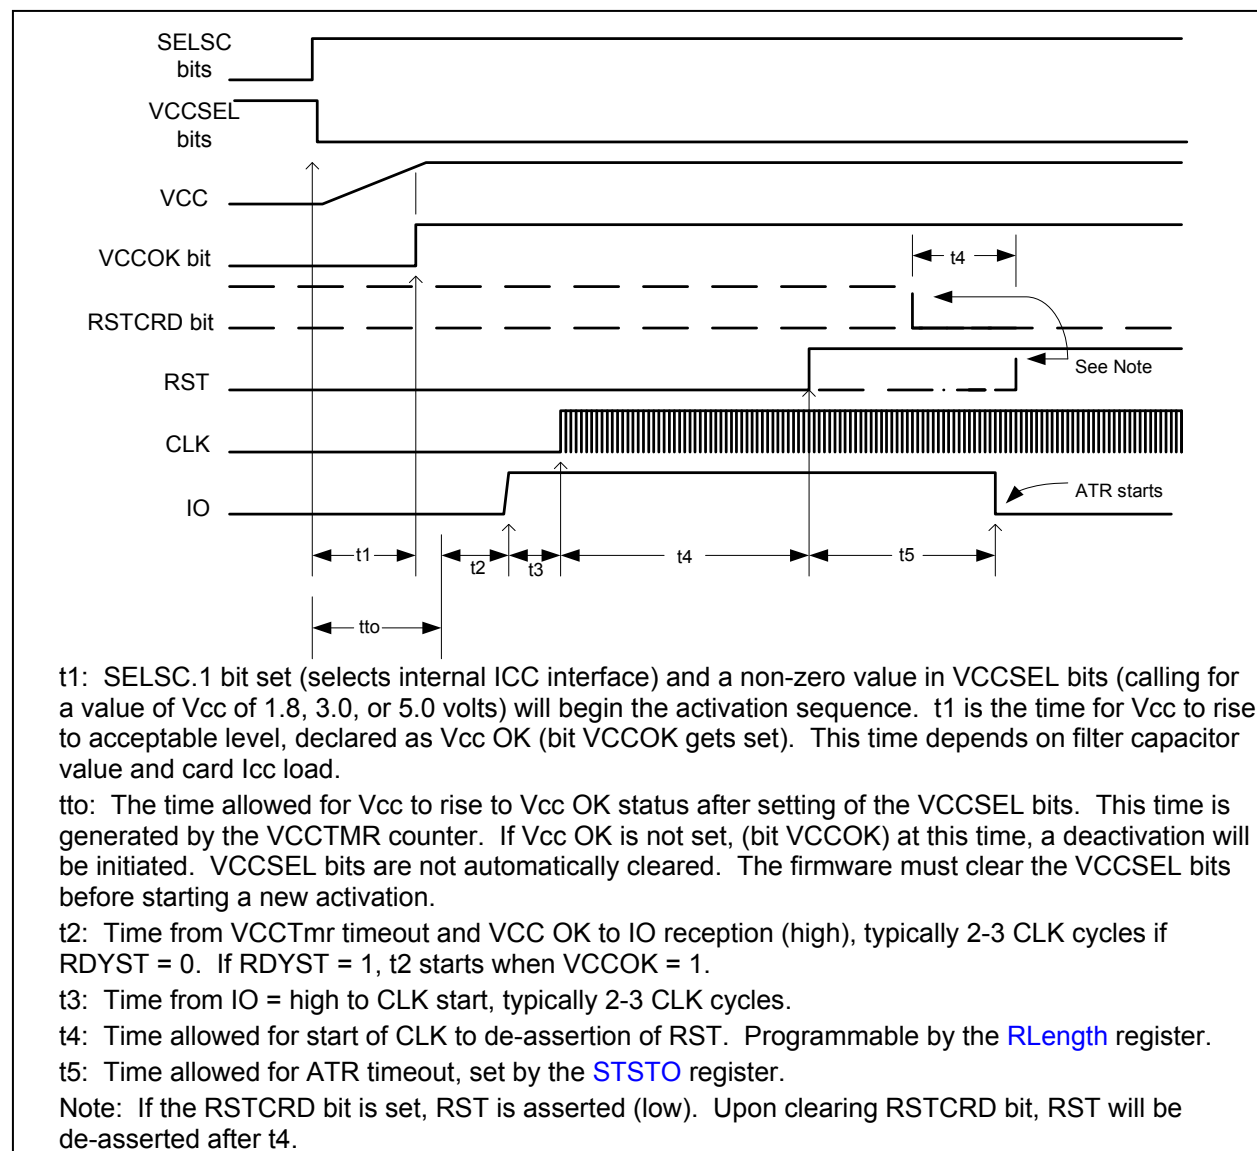 SELSC
bits
VCCSEL
bits
VCC
VCCOK bit
t4
RSTCRD bit
See Note
RST
CLK
IO
ATR starts
t1
t2
t3
t4
t5
tto
t1:  SELSC.1 bit set (selects internal ICC interface) and a non-zero value in VCCSEL bits (calling for
a value of Vcc of 1.8, 3.0, or 5.0 volts) will begin the activation sequence.  t1 is the time for Vcc to rise
to acceptable level, declared as Vcc OK (bit VCCOK gets set).  This time depends on filter capacitor
value and card Icc load.
tto:  The time allowed for Vcc to rise to Vcc OK status after setting of the VCCSEL bits.  This time is
generated by the VCCTMR counter.  If Vcc OK is not set, (bit VCCOK) at this time, a deactivation will
be initiated.  VCCSEL bits are not automatically cleared.  The firmware must clear the VCCSEL bits
before starting a new activation.
t2:  Time from VCCTmr timeout and VCC OK to IO reception (high), typically 2-3 CLK cycles if
RDYST = 0.  If RDYST = 1, t2 starts when VCCOK = 1.
t3:  Time from IO = high to CLK start, typically 2-3 CLK cycles.
t4:  Time allowed for start of CLK to de-assertion of RST.  Programmable by the RLength register.
t5:  Time allowed for ATR timeout, set by the STSTO register.
Note:  If the RSTCRD bit is set, RST is asserted (low).  Upon clearing RSTCRD bit, RST will be
de-asserted after t4.